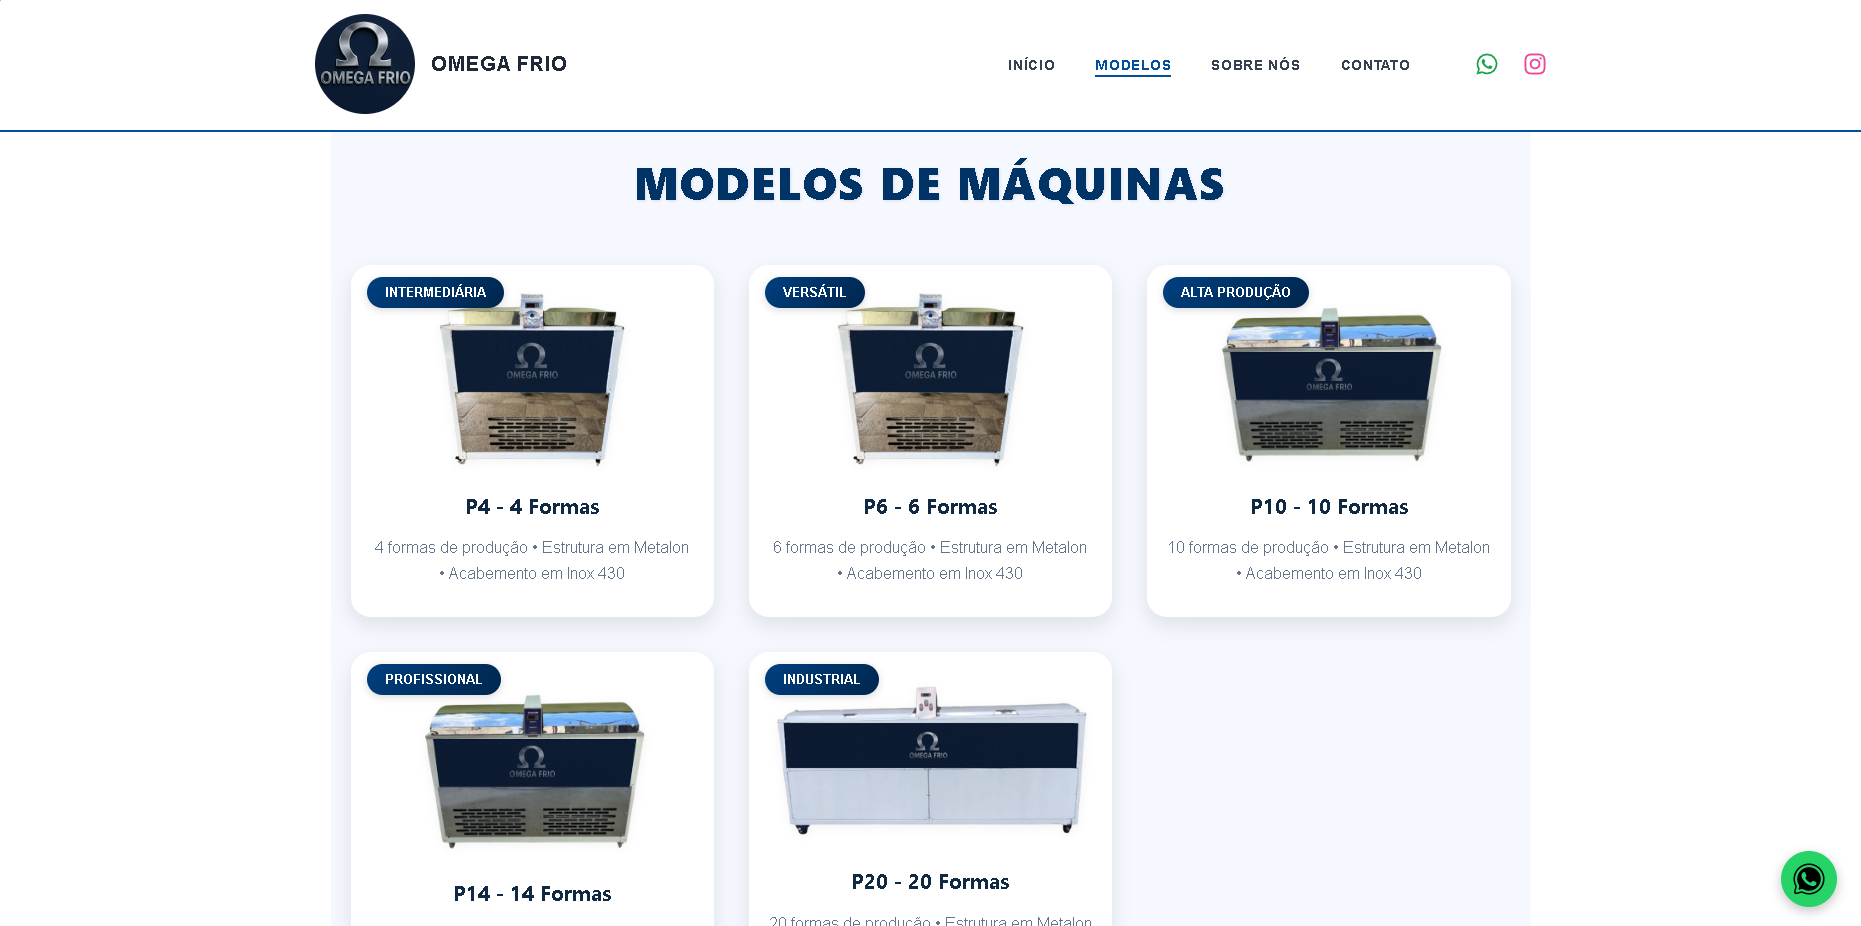 OMEGA FRIO
OMEGA FRIO
INÍCIO
MODELOS
SOBRE NÓS
CONTATO
MODELOS DE MÁQUINAS
INTERMEDIÁRIA
OMEGA FRIO
P4 - 4 Formas
4 formas de produção • Estrutura em Metalon
• Acabemento em Inox 430
VERSÁTIL
OMEGA FRIO
P6 - 6 Formas
6 formas de produção • Estrutura em Metalon
• Acabemento em Inox 430
ALTA PRODUÇÃO
OMEGA FRIO
P10 - 10 Formas
10 formas de produção • Estrutura em Metalon
• Acabemento em Inox 430
PROFISSIONAL
OMEGA FRIO
P14 - 14 Formas
INDUSTRIAL
OMEGA FRIO
P20 - 20 Formas
20 formas de produção • Estrutura em Metalon